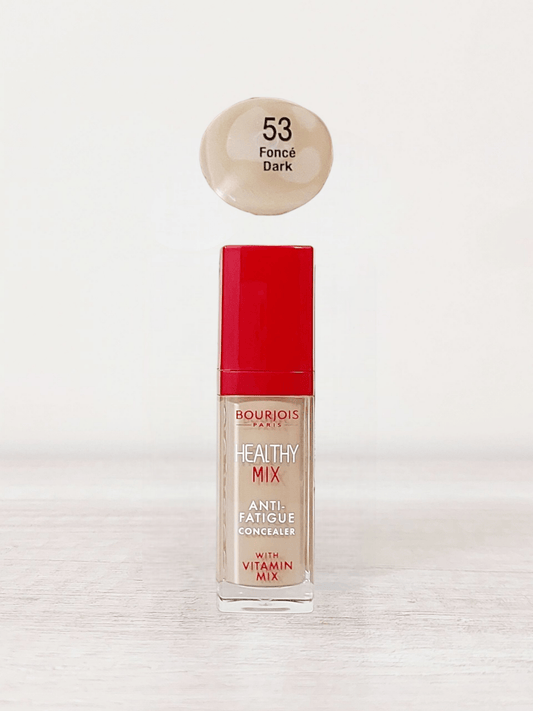 53
Foncé
Dark
BOURJOIS
PARIS
HEALTHY
MIX
ANTI-
FATIGUE
CONCEALER
WITH
VITAMIN
MIX